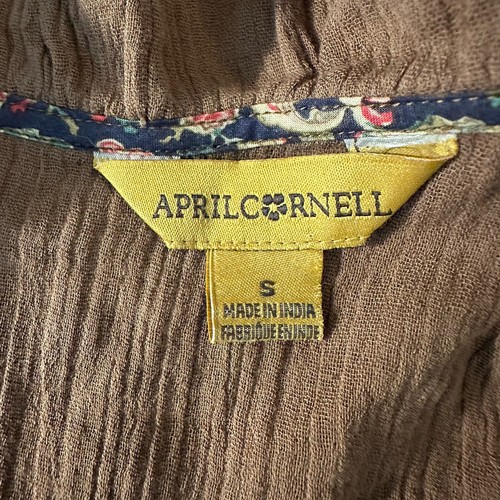 APRILCORNELL
S
MADE IN INDIA
FABRIQUE EN INDE